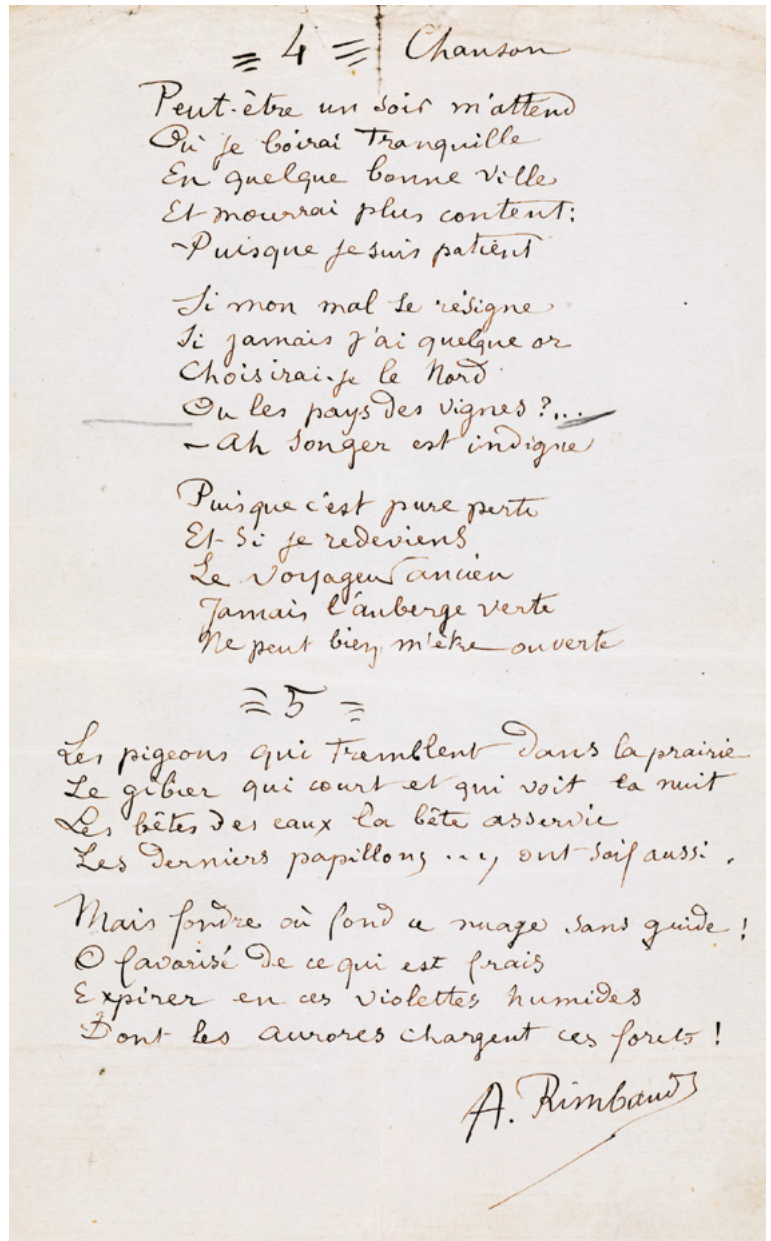 = 4 = Chanson
Peut-être un soir m'attend
Où je boirai Tranquille
En quelque bonne Ville
Et mourrai plus content:
- Puisque je suis patient
Si mon mal se résigne
Si jamais j'ai quelque or
Choisirai-je le Nord
Ou les pays des vignes ?...
- Ah Songer est indigne
Puisque c'est pure perte
Et Si je redeviens
Le Voyageur ancien
Jamais l'auberge verte
Ne peut bien m'être ouverte
= 5 =
Les pigeons qui Tremblent Dans la prairie
Le gibier qui court et qui voit la nuit
Les bêtes des eaux la bête asservie
Les Derniers papillons ..., ont Soif aussi.
Mais fondre où fond ce nuage sans guide !
O favorisé De ce qui est frais
Expirer en ces violettes humides
Dont les aurores chargent ces forets !
A. Rimbaud